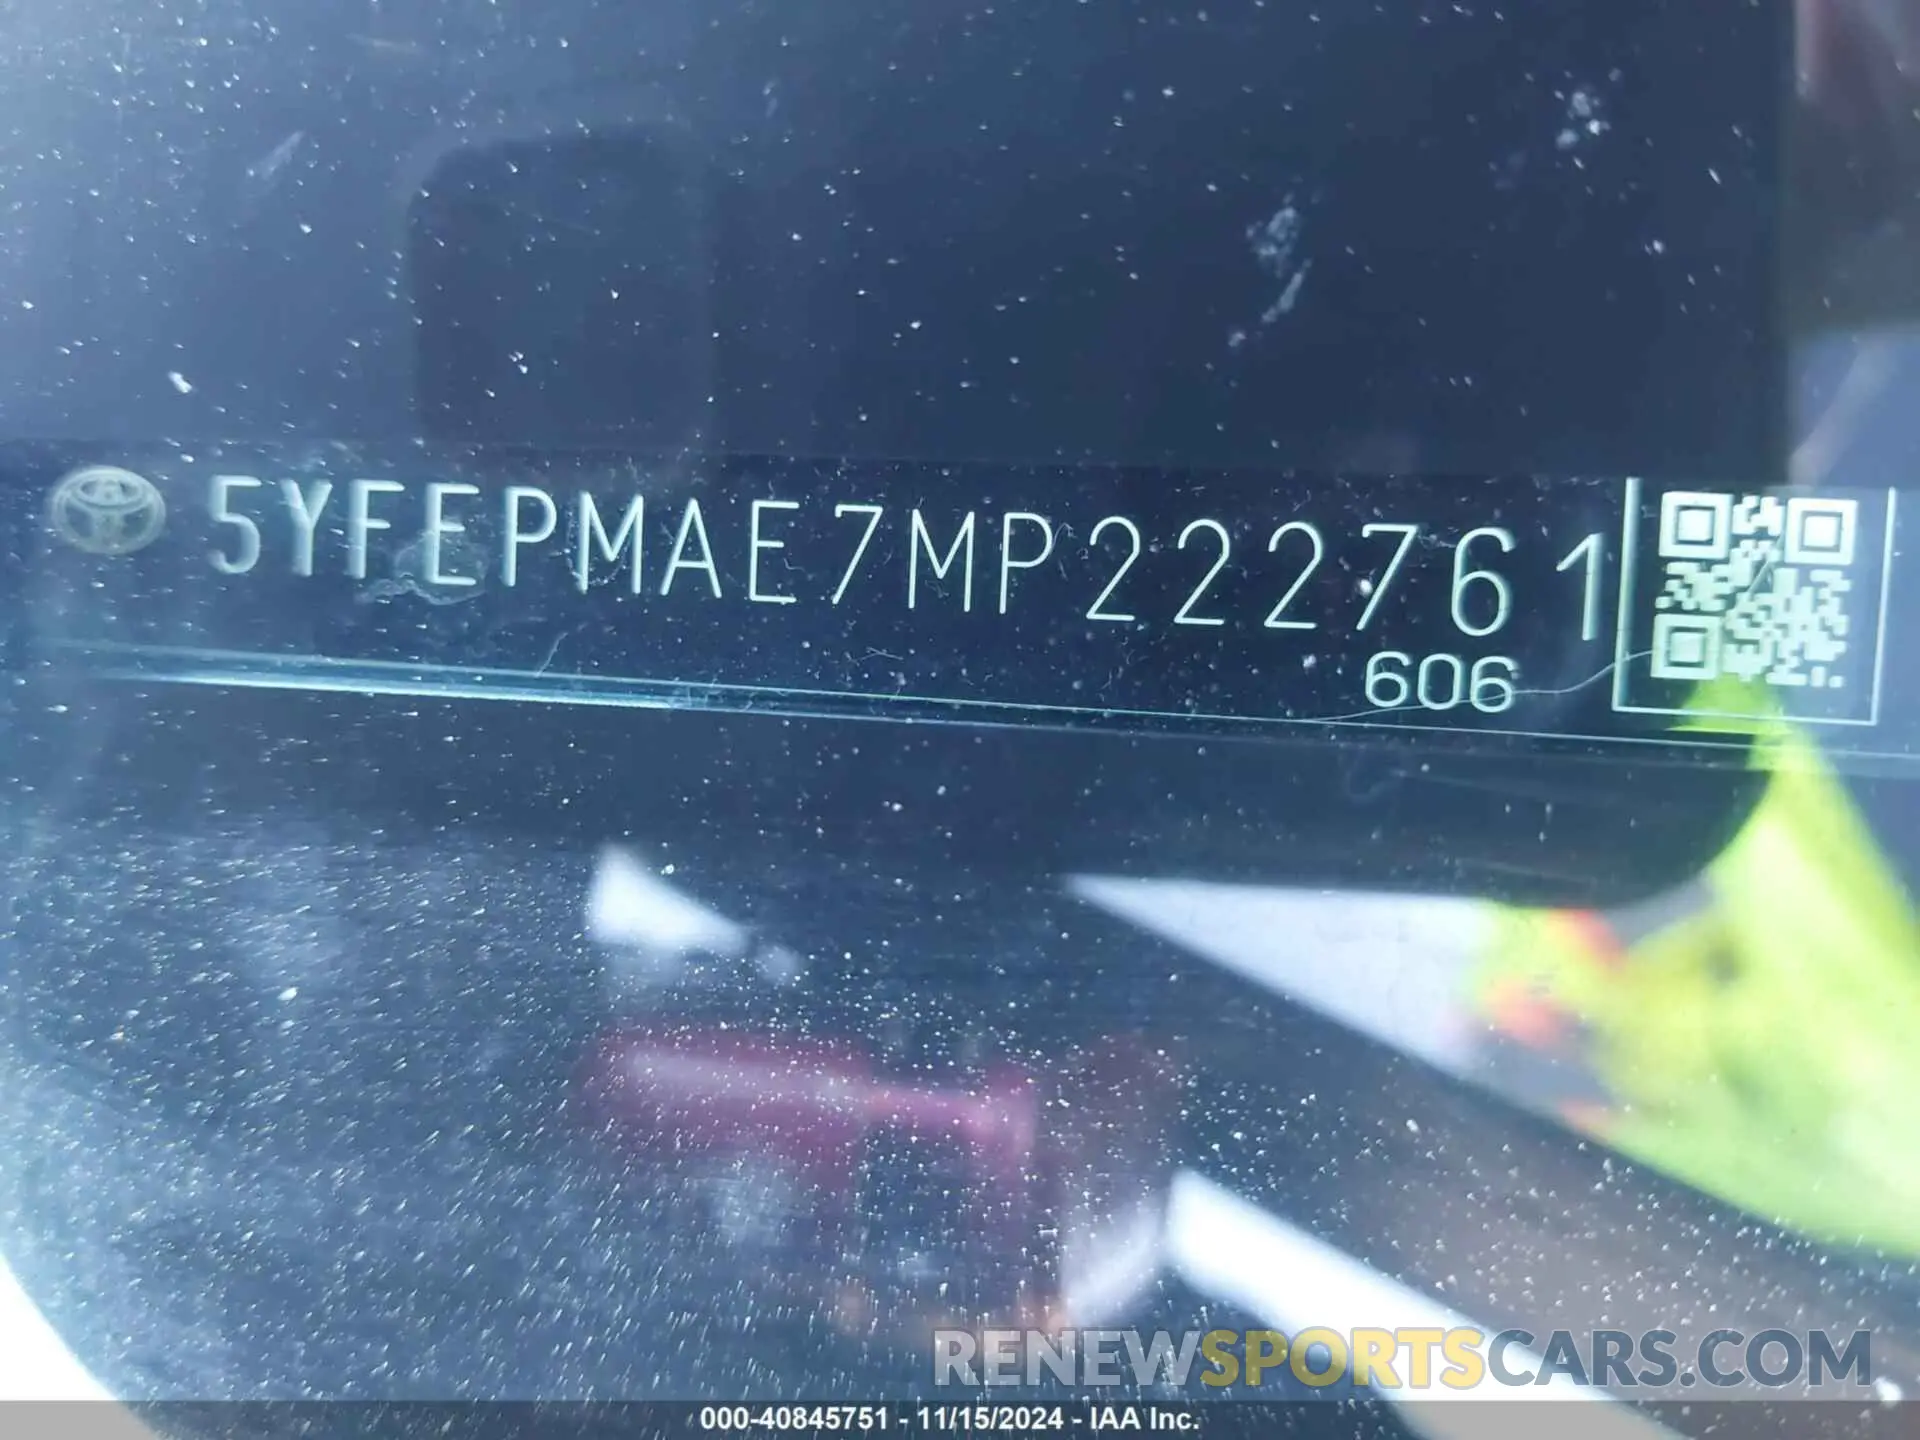 5YFEPMAE7MP222761
606
RENEWSPORTSCARS.COM
000-40845751 - 11/15/2024 - IAA Inc.